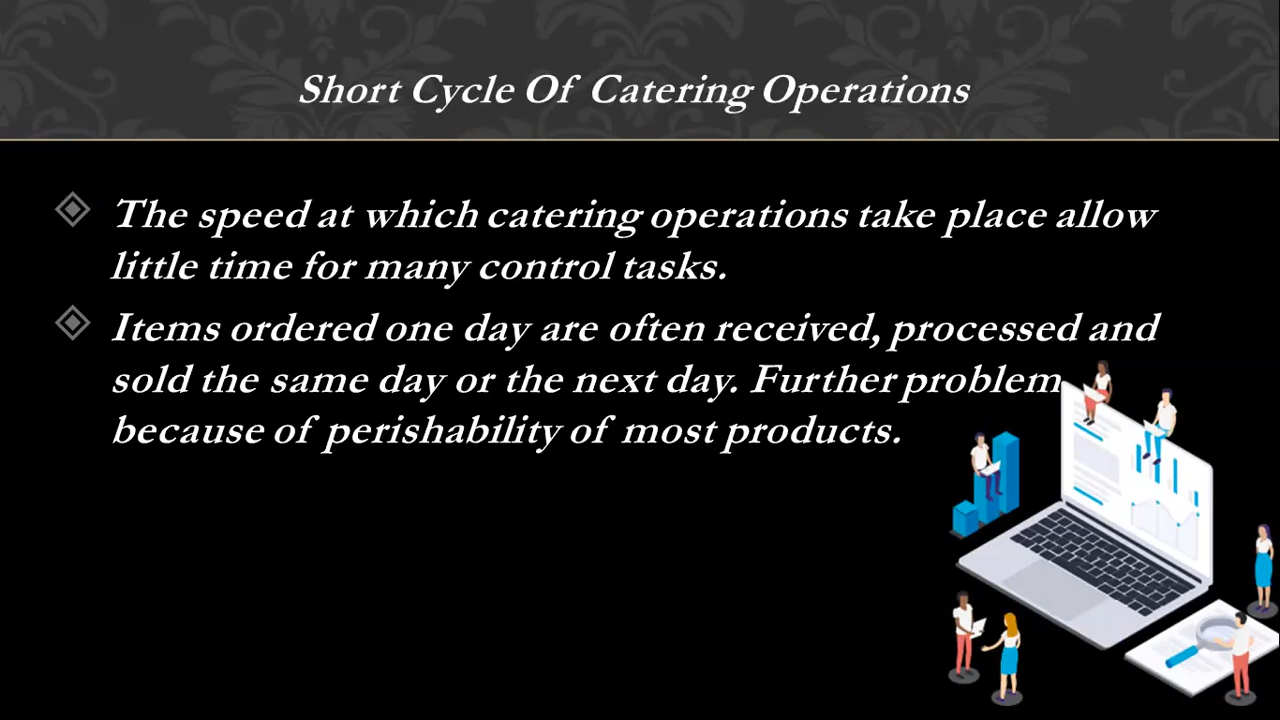 Short Cycle Of Catering Operations
The speed at which catering operations take place allow
little time for many control tasks.
Items ordered one day are often received, processed and
sold the same day or the next day. Further problem
because of perishability of most products.